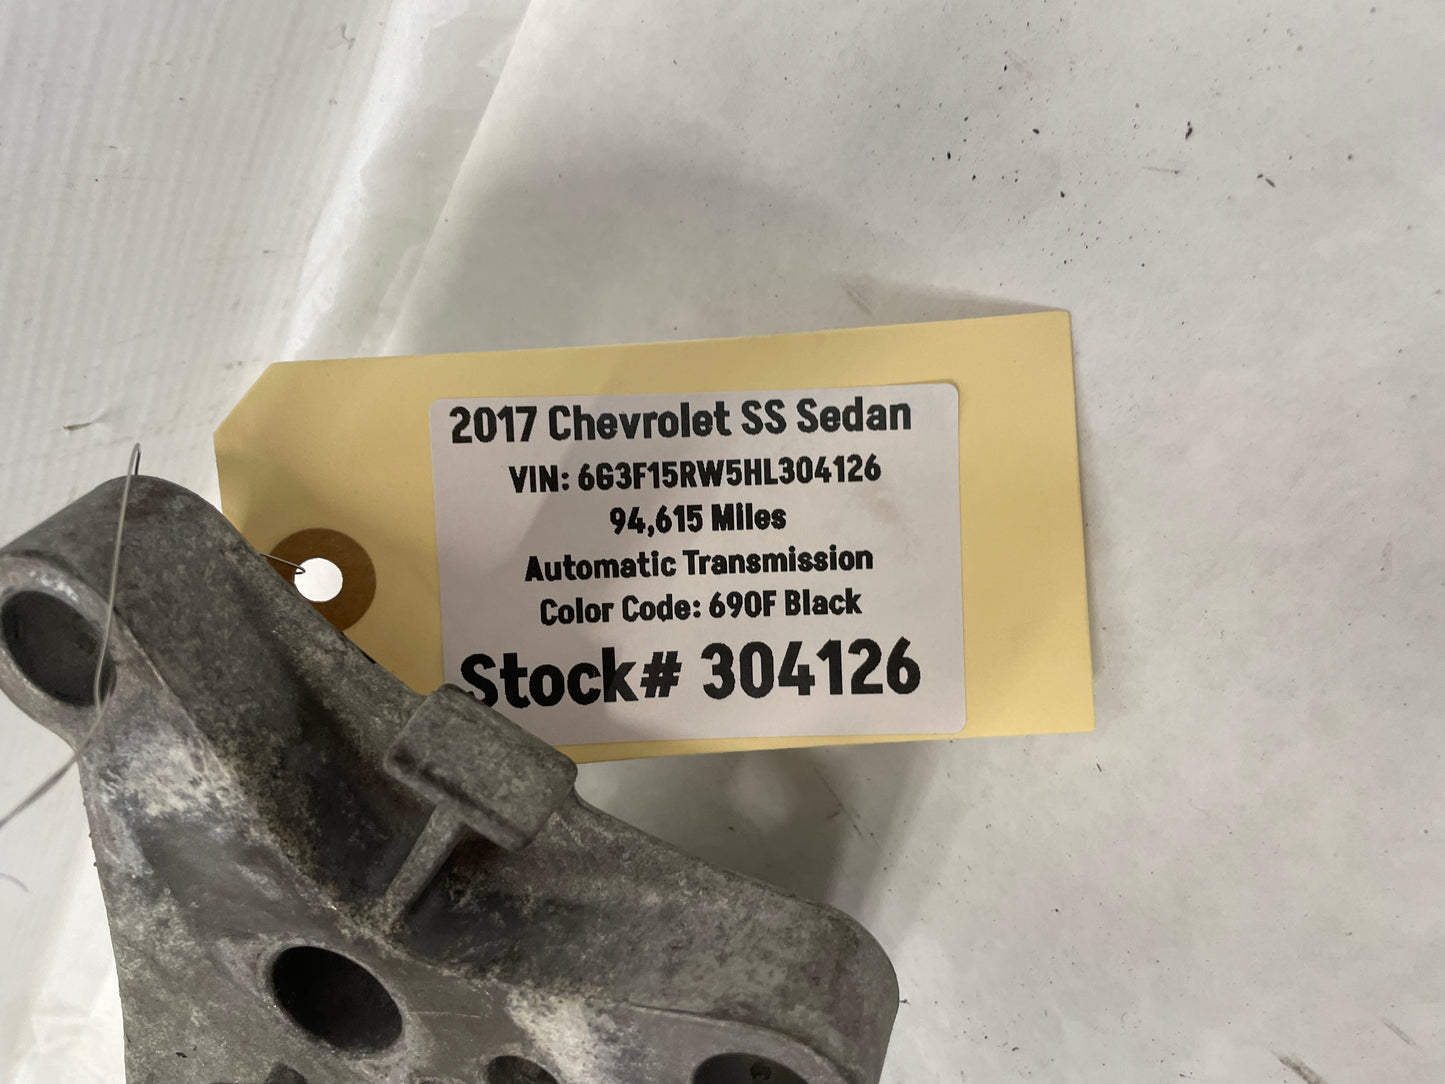 2017 Chevrolet SS Sedan
VIN: 6G3F15RW5HL304126
94,615 Miles
Automatic Transmission
Color Code: 690F Black
Stock# 304126